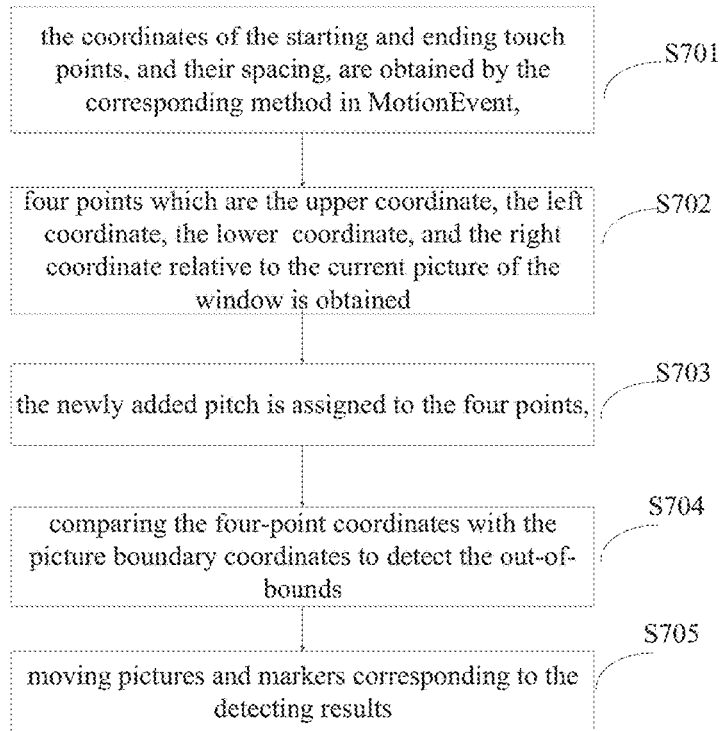 the coordinates of the starting and ending touch
points, and their spacing, are obtained by the
corresponding method in MotionEvent,
S701
four points which are the upper coordinate, the left
coordinate, the lower coordinate, and the right
coordinate relative to the current picture of the
window is obtained
S702
the newly added pitch is assigned to the four points,
S703
comparing the four-point coordinates with the
picture boundary coordinates to detect the out-of-
bounds
S704
moving pictures and markers corresponding to the
detecting results
S705